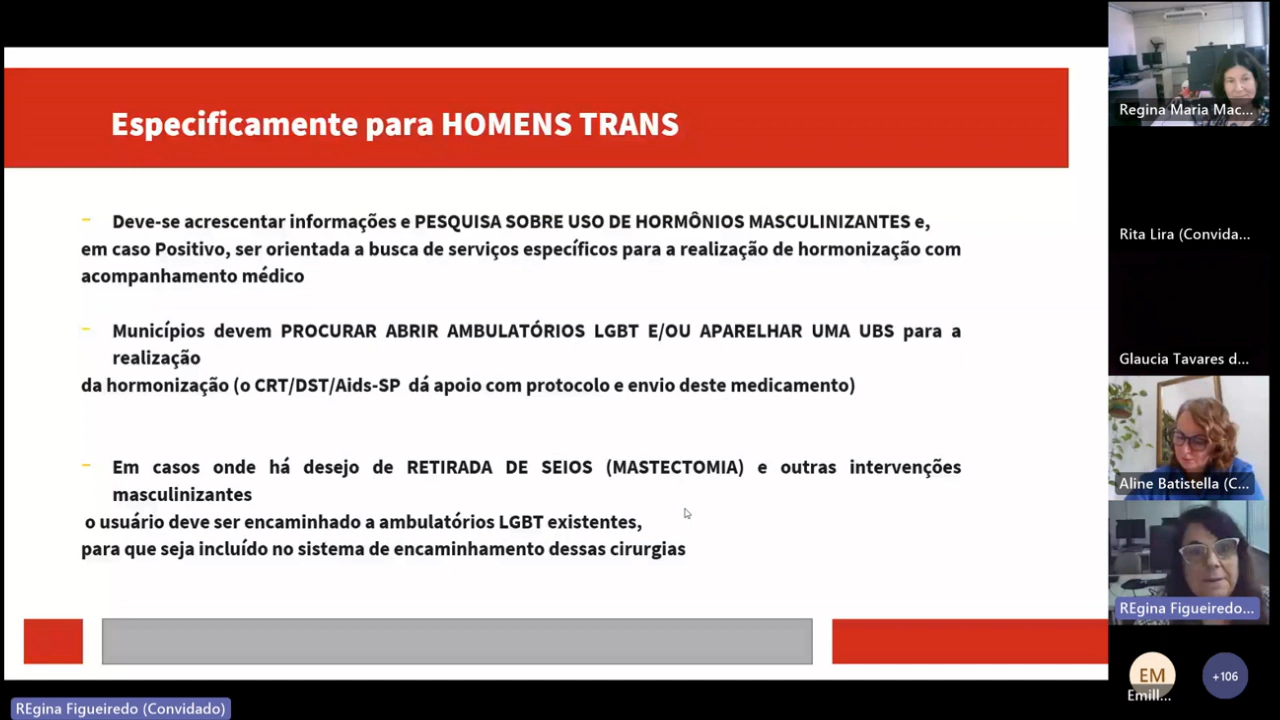 Especificamente para HOMENS TRANS
- Deve-se acrescentar informações e PESQUISA SOBRE USO DE HORMÔNIOS MASCULINIZANTES e,
em caso Positivo, ser orientada a busca de serviços específicos para a realização de hormonização com
acompanhamento médico
- Municípios devem PROCURAR ABRIR AMBULATÓRIOS LGBT E/OU APARELHAR UMA UBS para a
realização
da hormonização (o CRT/DST/Aids-SP dá apoio com protocolo e envio deste medicamento)
- Em casos onde há desejo de RETIRADA DE SEIOS (MASTECTOMIA) e outras intervenções
masculinizantes
o usuário deve ser encaminhado a ambulatórios LGBT existentes,
para que seja incluído no sistema de encaminhamento dessas cirurgias
Regina Maria Mac...
Rita Lira (Convida...
Glaucia Tavares d...
Aline Batistella (C...
REgina Figueiredo...
EM
+106
Emill...
REgina Figueiredo (Convidado)